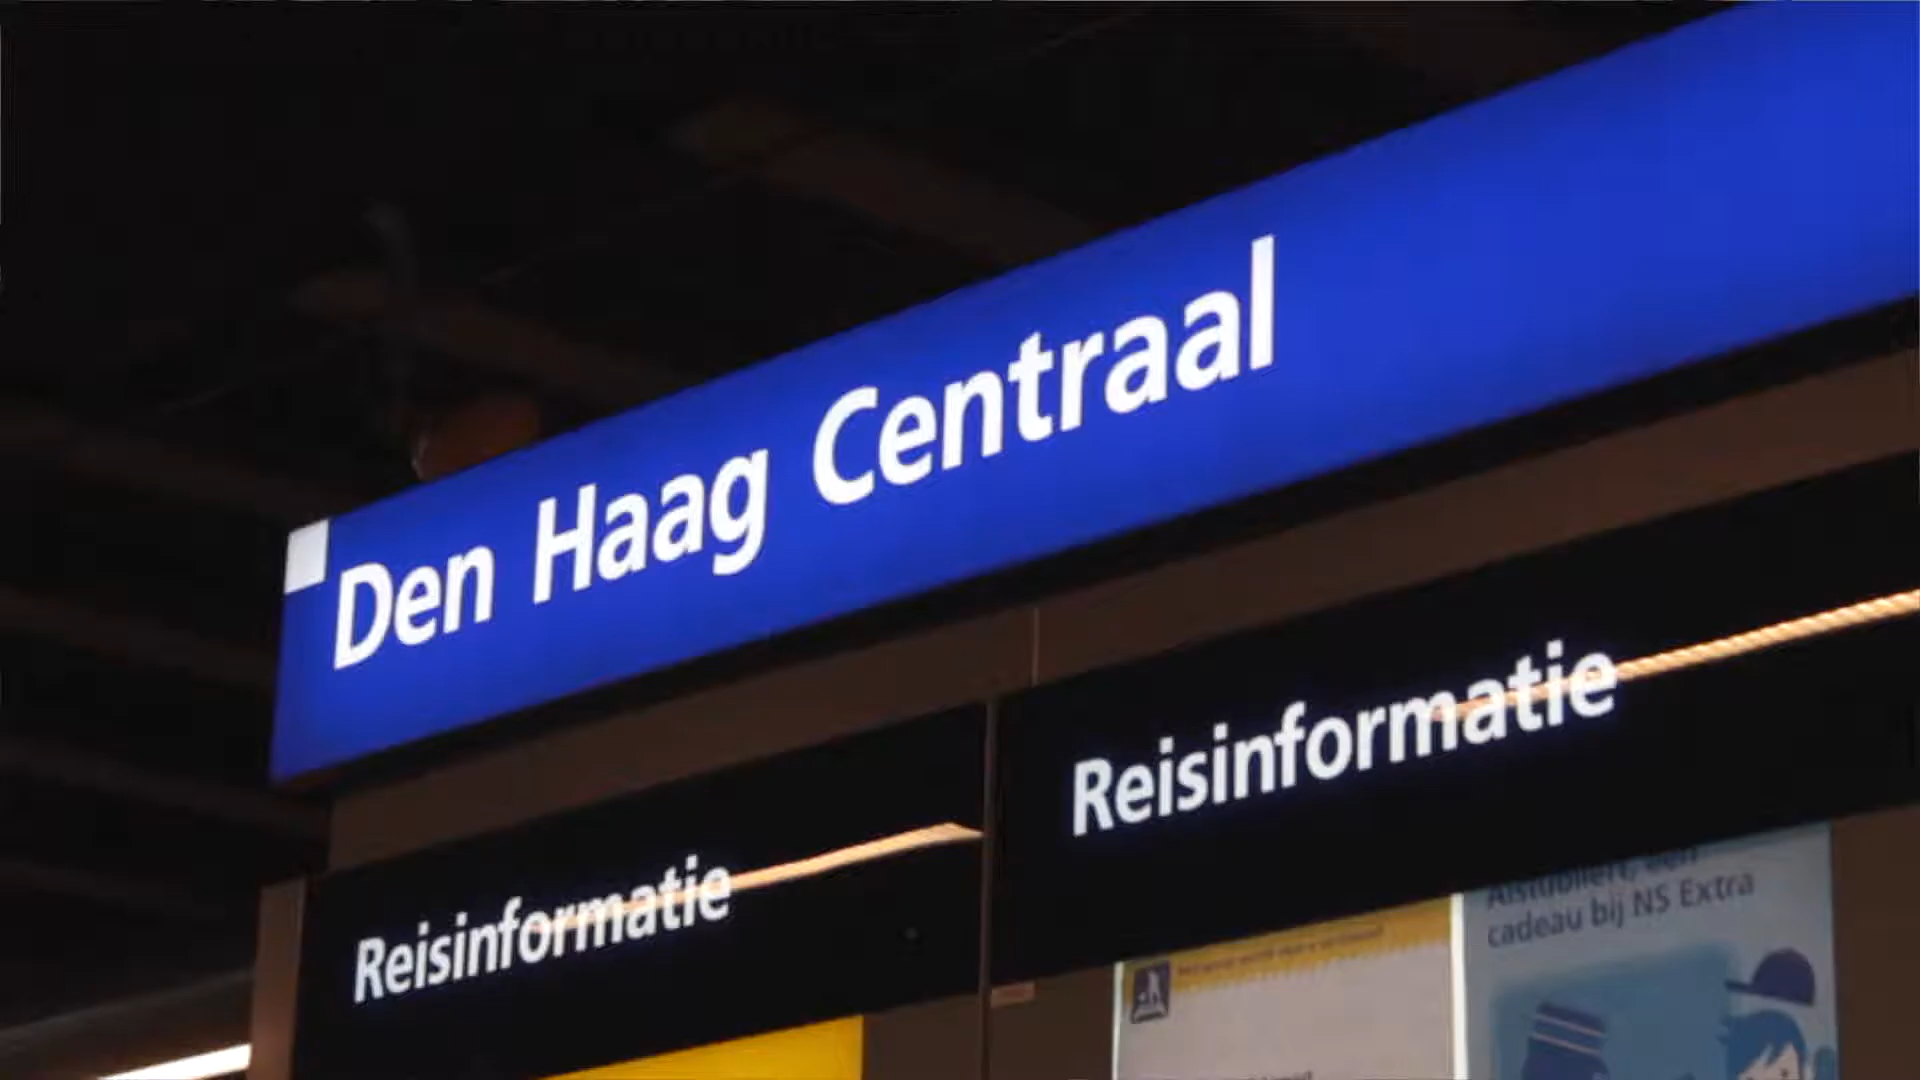 Den Haag Centraal
Reisinformatie
Reisinformatie
cadeau bij NS Extra